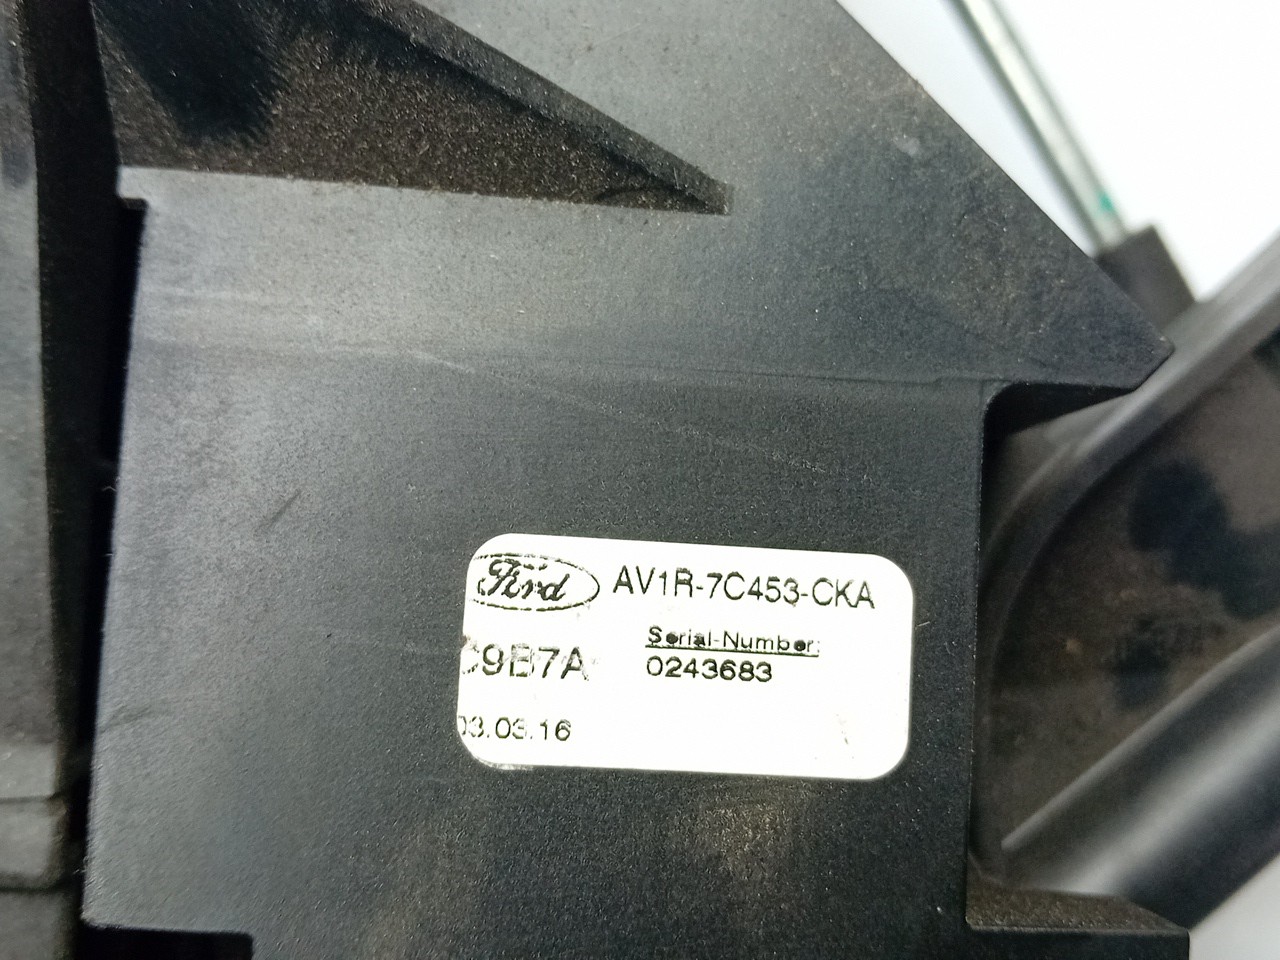 Ford AV1R-7C453-CKA
Serial-Number:
C9B7A 0243683
03.03.16